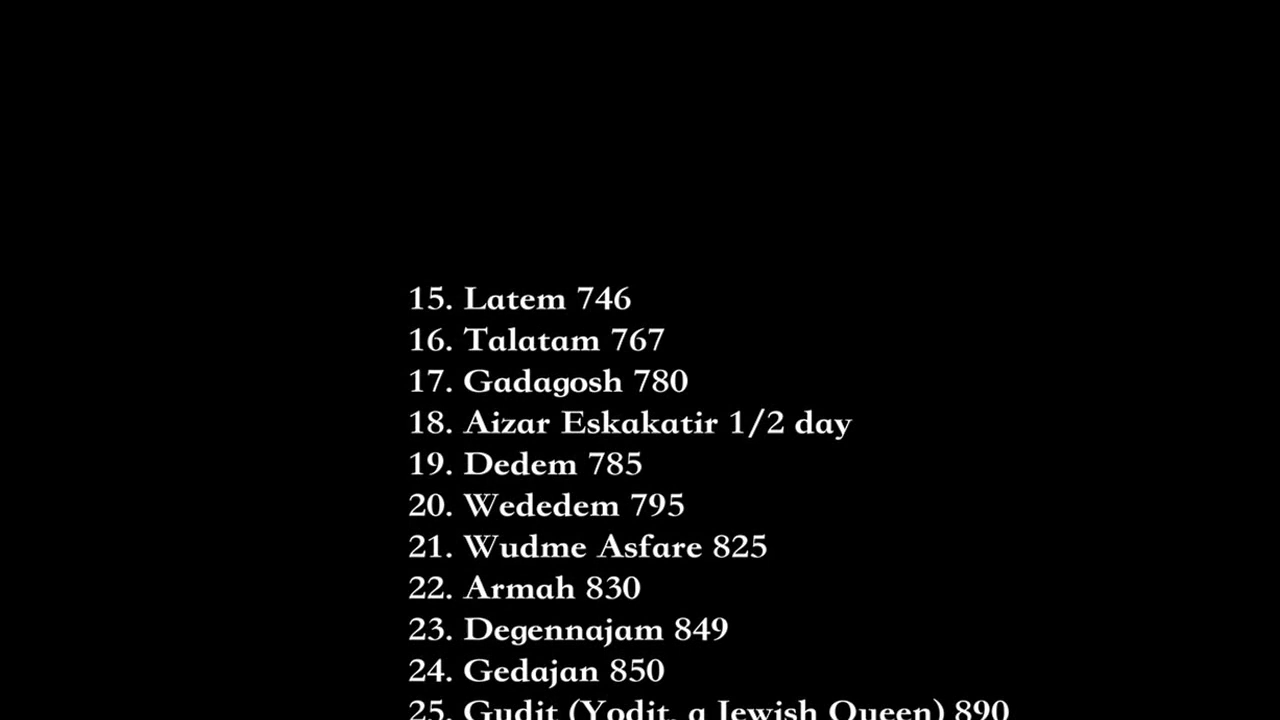 15. Latem 746
16. Talatam 767
17. Gadagosh 780
18. Aizar Eskakatir 1/2 day
19. Dedem 785
20. Wededem 795
21. Wudme Asfare 825
22. Armah 830
23. Degennajam 849
24. Gedajan 850
25. Gudit (Yodit, a Jewish Queen) 890